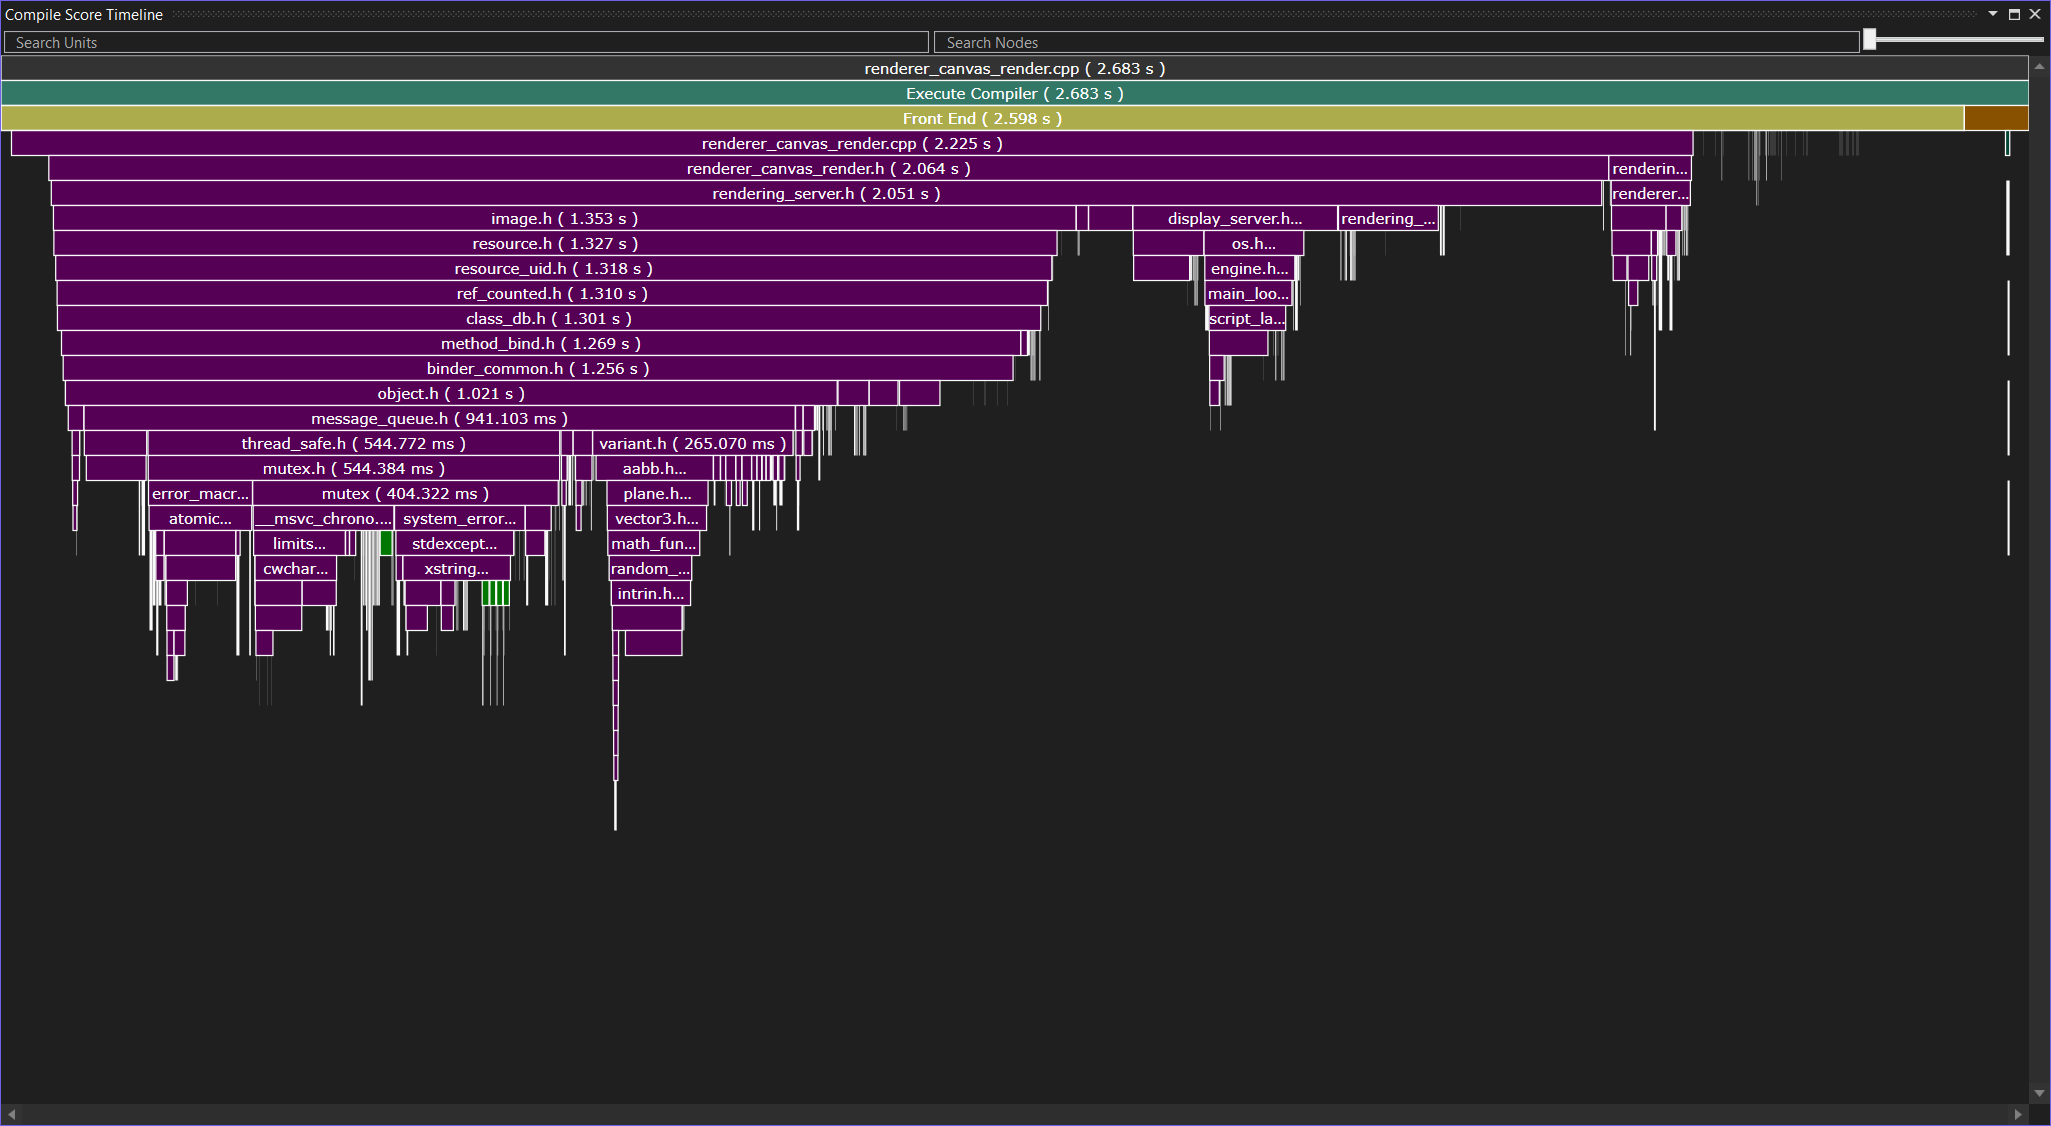 Compile Score Timeline
Search Units Search Nodes
renderer_canvas_render.cpp ( 2.683 s )
Execute Compiler ( 2.683 s )
Front End ( 2.598 s )
renderer_canvas_render.cpp ( 2.225 s )
renderer_canvas_render.h ( 2.064 s ) renderin...
rendering_server.h ( 2.051 s ) renderer...
image.h ( 1.353 s ) display_server.h... rendering_...
resource.h ( 1.327 s ) os.h...
resource_uid.h ( 1.318 s ) engine.h...
ref_counted.h ( 1.310 s ) main_loo...
class_db.h ( 1.301 s ) script_la...
method_bind.h ( 1.269 s )
binder_common.h ( 1.256 s )
object.h ( 1.021 s )
message_queue.h ( 941.103 ms )
thread_safe.h ( 544.772 ms ) variant.h ( 265.070 ms )
mutex.h ( 544.384 ms ) aabb.h...
error_macr... mutex ( 404.322 ms ) plane.h...
atomic... __msvc_chrono.... system_error... vector3.h...
limits... stdexcept... math_fun...
cwchar... xstring... random_...
intrin.h...